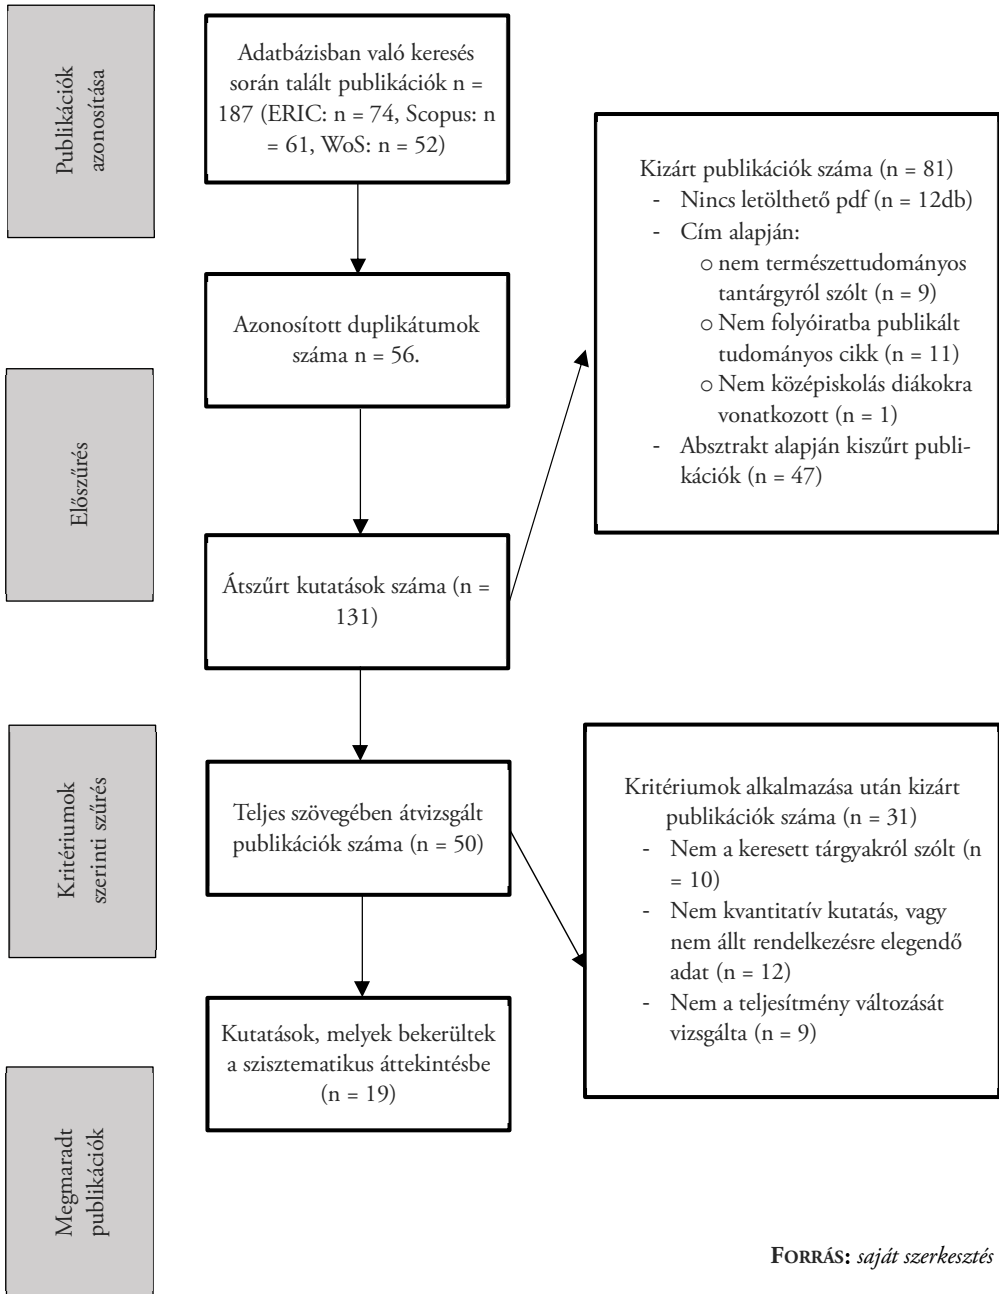 Publikációk
azonosítása
Adatbázisban való keresés
során talált publikációk n =
187 (ERIC: n = 74, Scopus: n
= 61, WoS: n = 52)
Azonosított duplikátumok
száma n = 56.
Kizárt publikációk száma (n = 81)
- Nincs letölthető pdf (n = 12db)
- Cím alapján:
o nem természettudományos
tantárgyról szólt (n = 9)
o Nem folyóiratba publikált
tudományos cikk (n = 11)
o Nem középiskolás diákokra
vonatkozott (n = 1)
- Absztrakt alapján kiszűrt publi-
kációk (n = 47)
Előszűrés
Átszűrt kutatások száma (n =
131)
Kritériumok
szerinti szűrés
Teljes szövegében átvizsgált
publikációk száma (n = 50)
Kritériumok alkalmazása után kizárt
publikációk száma (n = 31)
- Nem a keresett tárgyakról szólt (n
= 10)
- Nem kvantitatív kutatás, vagy
nem állt rendelkezésre elegendő
adat (n = 12)
- Nem a teljesítmény változását
vizsgálta (n = 9)
Kutatások, melyek bekerültek
a szisztematikus áttekintésbe
(n = 19)
Megmaradt
publikációk
FORRÁS: saját szerkesztés